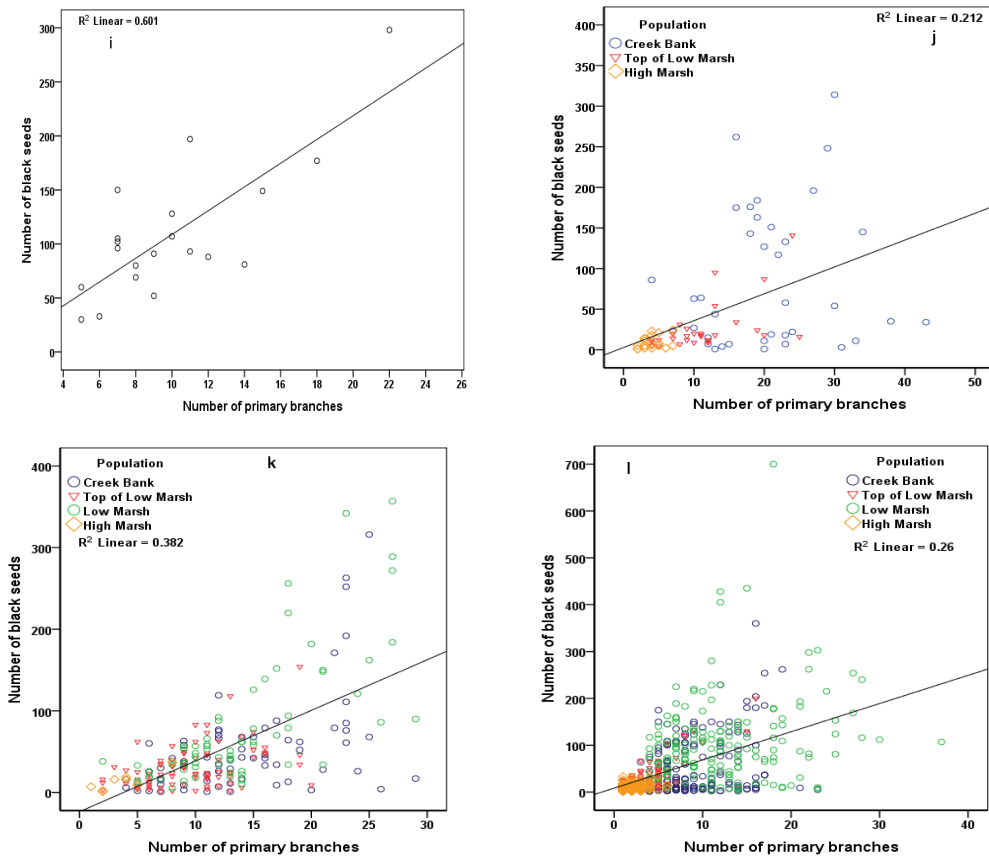 R² Linear = 0.601
i
Number of black seeds
300
250
200
150
100
50
0
4 6 8 10 12 14 16 18 20 22 24 26
Number of primary branches
R² Linear = 0.212
j
Population
Creek Bank
Top of Low Marsh
High Marsh
Number of black seeds
400
350
300
250
200
150
100
50
0
0 10 20 30 40 50
Number of primary branches
k
Population
Creek Bank
Top of Low Marsh
Low Marsh
High Marsh
R² Linear = 0.382
Number of black seeds
400
300
200
100
0
0 5 10 15 20 25 30
Number of primary branches
l
Population
Creek Bank
Top of Low Marsh
Low Marsh
High Marsh
R² Linear = 0.26
Number of black seeds
700
600
500
400
300
200
100
0
0 10 20 30 40
Number of primary branches